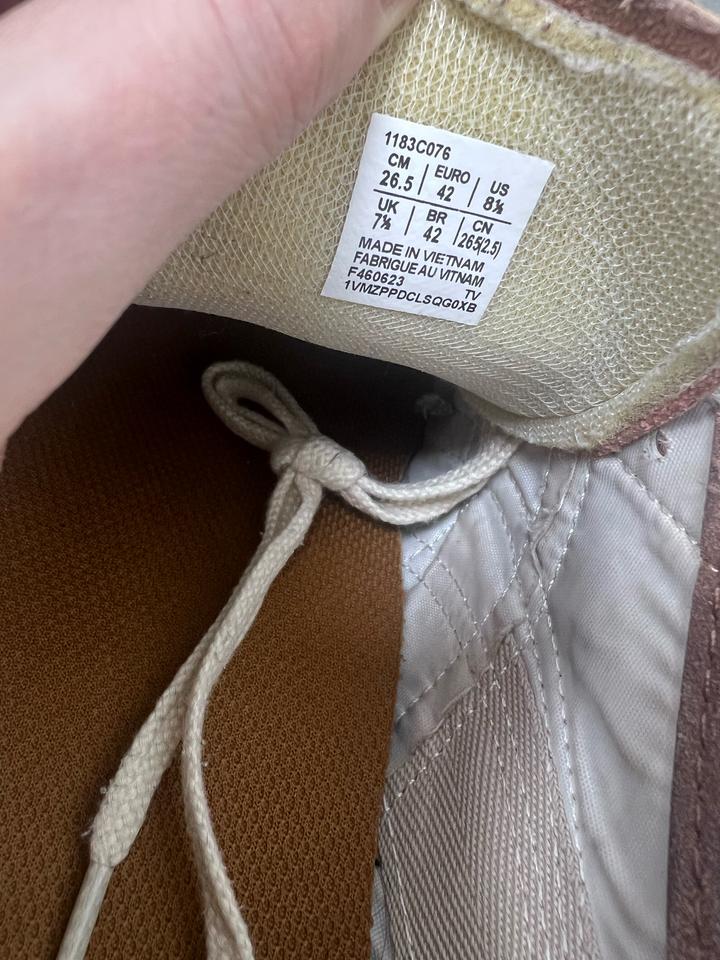 1183C076
CM 26.5 | EURO 42 | US 8½
UK 7½ | BR 42 | CN 265(2.5)
MADE IN VIETNAM
FABRIQUE AU VITNAM
F460623 TV
1VMZPPDCLSQG0XB